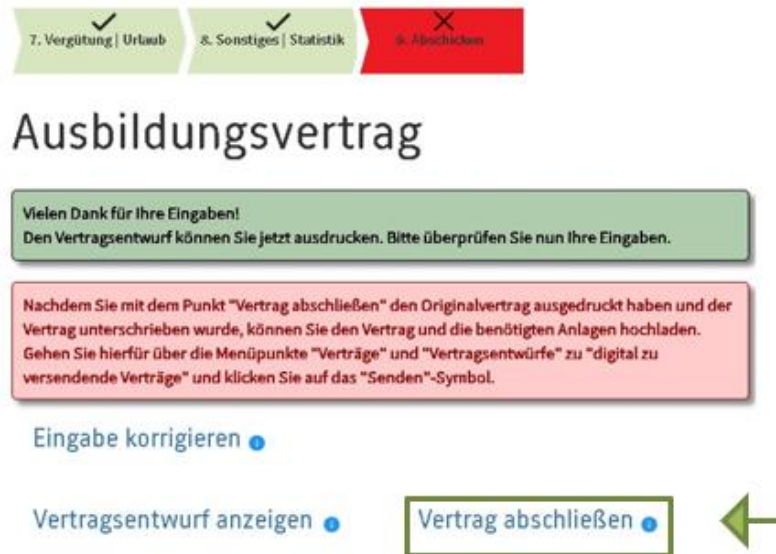 7. Vergütung | Urlaub
8. Sonstiges | Statistik
9. Abschicken
Ausbildungsvertrag
Vielen Dank für Ihre Eingaben!
Den Vertragsentwurf können Sie jetzt ausdrucken. Bitte überprüfen Sie nun Ihre Eingaben.
Nachdem Sie mit dem Punkt "Vertrag abschließen" den Originalvertrag ausgedruckt haben und der
Vertrag unterschrieben wurde, können Sie den Vertrag und die benötigten Anlagen hochladen.
Gehen Sie hierfür über die Menüpunkte "Verträge" und "Vertragsentwürfe" zu "digital zu
versendende Verträge" und klicken Sie auf das "Senden"-Symbol.
Eingabe korrigieren
Vertragsentwurf anzeigen
Vertrag abschließen